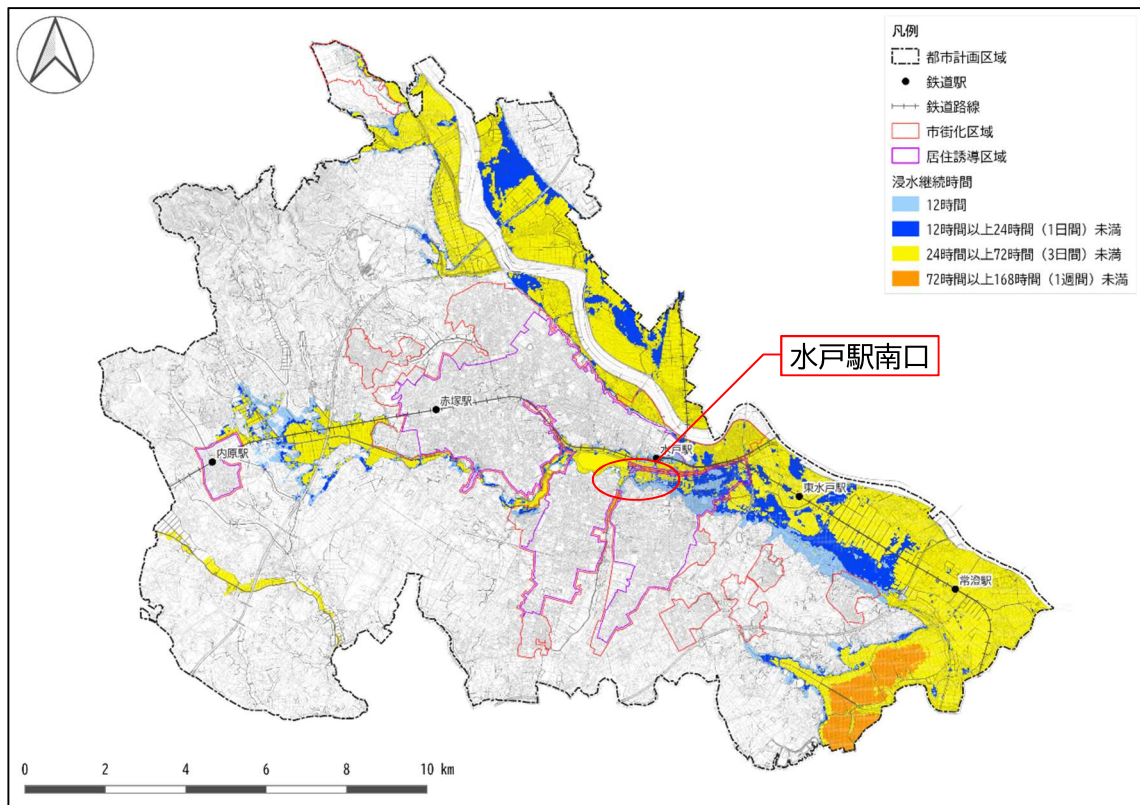 凡例
都市計画区域
鉄道駅
鉄道路線
市街化区域
居住誘導区域
浸水継続時間
12時間
12時間以上24時間（1日間）未満
24時間以上72時間（3日間）未満
72時間以上168時間（1週間）未満
水戸駅南口
赤塚駅
水戸駅
内原駅
東水戸駅
常澄駅
0 2 4 6 8 10 km